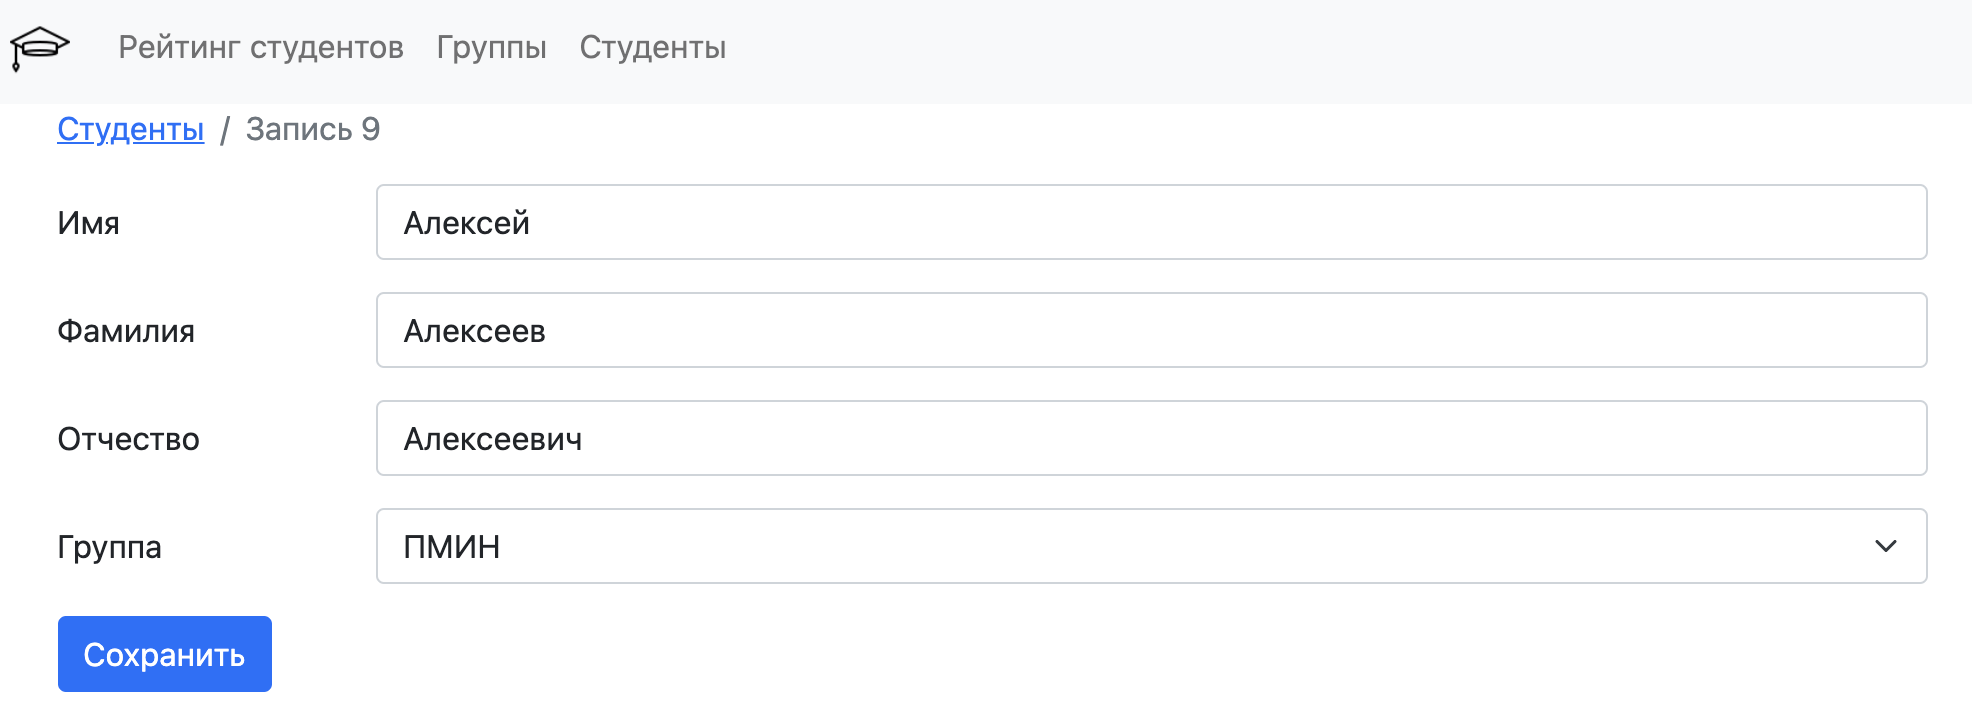 Рейтинг студентов Группы Студенты
Студенты / Запись 9
Имя Алексей
Фамилия Алексеев
Отчество Алексеевич
Группа ПМИН
Сохранить